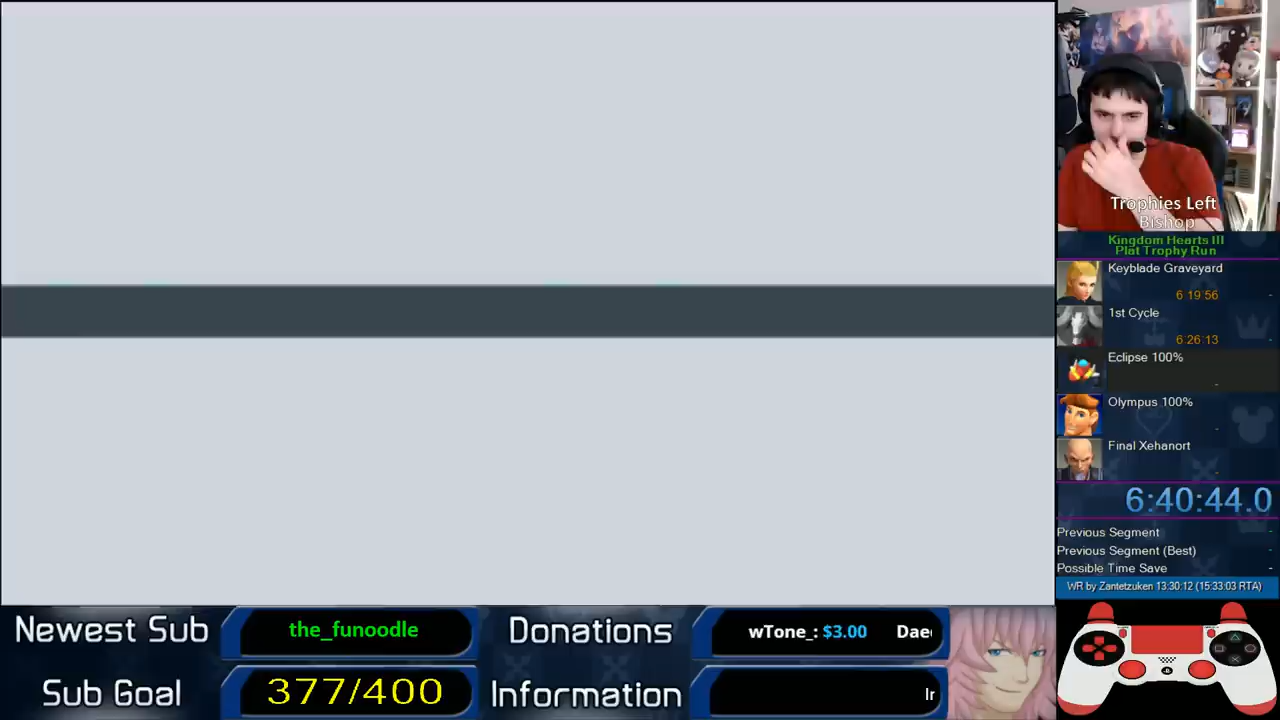 Trophies Left
Bishop
Kingdom Hearts III
Plat Trophy Run
Keyblade Graveyard
6:19:56 -
1st Cycle
6:26:13 -
Eclipse 100%
-
Olympus 100%
-
Final Xehanort
-
6:40:44.0
Previous Segment -
Previous Segment (Best) -
Possible Time Save -
WR by Zantetzuken 13:30:12 (15:33:03 RTA)
Newest Sub the_funoodle Donations wTone_: $3.00 Dae
Sub Goal 377/400 Information Ir